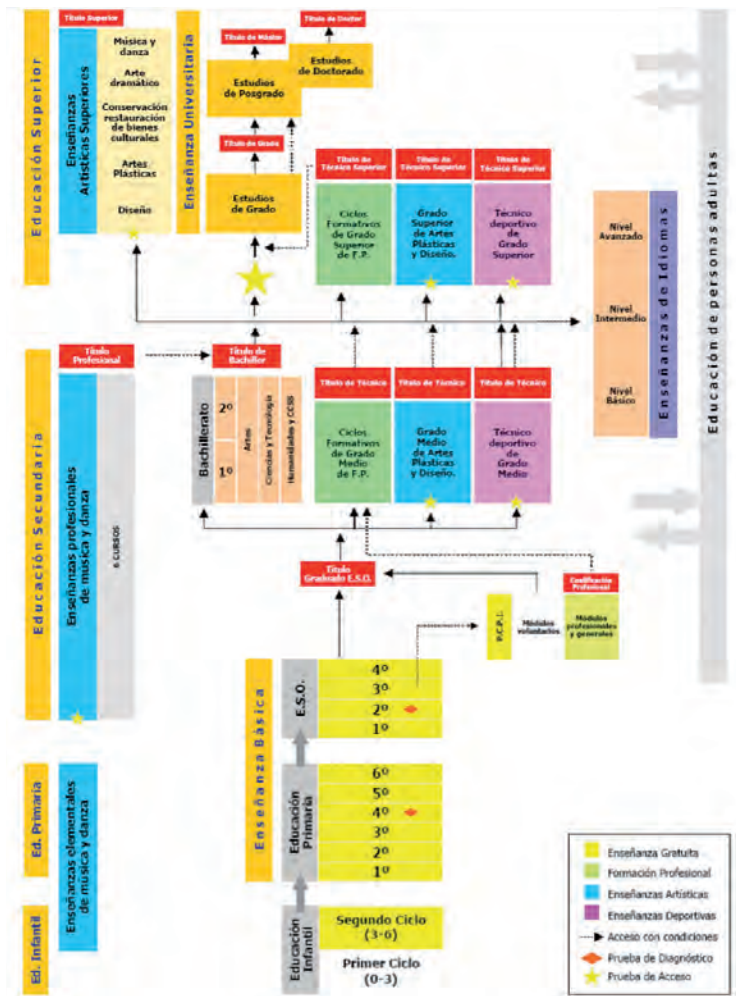 Educación Superior
Título Superior
Enseñanzas
Artísticas Superiores
Música y
danza
Arte
dramático
Conservación
restauración
de bienes
culturales
Artes
Plásticas
Diseño
Enseñanza Universitaria
Título de Máster
Título de Doctor
Estudios
de Posgrado
Estudios
de Doctorado
Título de Grado
Estudios
de Grado
Título de
Técnico Superior
Título de
Técnico Superior
Título de
Técnico Superior
Ciclos
Formativos
de Grado
Superior
de F.P.
Grado
Superior
de Artes
Plásticas
y Diseño.
Técnico
deportivo
de Grado
Superior
Nivel
Avanzado
Nivel
Intermedio
Nivel
Básico
Enseñanzas de Idiomas
Educación de personas adultas
Educación Secundaria
Título
Profesional
Enseñanzas profesionales
de música y danza
6 CURSOS
Título de
Bachiller
Bachillerato
2º
1º
Artes
Ciencias y Tecnología
Humanidades y CCSS
Título de Técnico
Título de Técnico
Título de Técnico
Ciclos
Formativos
de Grado
Medio
de F.P.
Grado
Medio
de Artes
Plásticas
y Diseño.
Técnico
deportivo
de Grado
Medio
Título
Graduado E.S.O.
Profesional
P.C.P.I.
Módulos
voluntarios
Módulos
profesionales
y generales
Enseñanza Básica
E.S.O.
4º
3º
2º
1º
Ed. Primaria
Enseñanzas elementales
de música y danza
Educación
Primaria
6º
5º
4º
3º
2º
1º
Ed. Infantil
Educación
Infantil
Segundo Ciclo
(3-6)
Primer Ciclo
(0-3)
Enseñanza Gratuita
Formación Profesional
Enseñanzas Artísticas
Enseñanzas Deportivas
Acceso con condiciones
Prueba de Diagnóstico
Prueba de Acceso